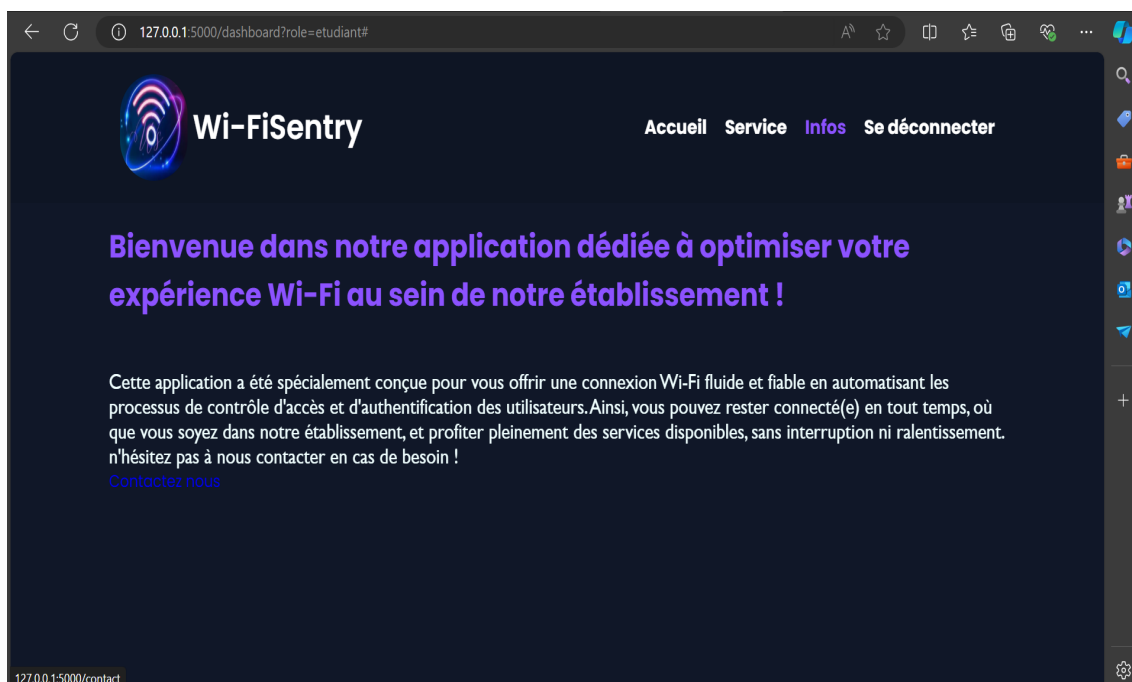 127.0.0.1:5000/dashboard?role=etudiant#
Wi-FiSentry
Accueil Service Infos Se déconnecter
Bienvenue dans notre application dédiée à optimiser votre
expérience Wi-Fi au sein de notre établissement !
Cette application a été spécialement conçue pour vous offrir une connexion Wi-Fi fluide et fiable en automatisant les
processus de contrôle d'accès et d'authentification des utilisateurs. Ainsi, vous pouvez rester connecté(e) en tout temps, où
que vous soyez dans notre établissement, et profiter pleinement des services disponibles, sans interruption ni ralentissement.
n'hésitez pas à nous contacter en cas de besoin !
Contactez nous
127.0.0.1:5000/contact